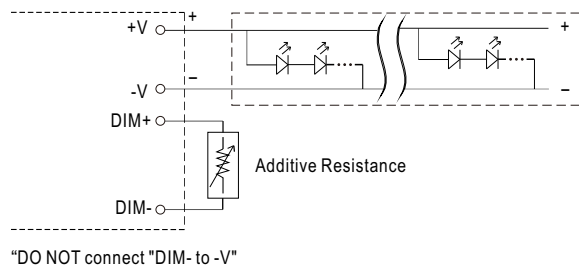 +V +
-V −
+
−
DIM+
Additive Resistance
DIM-
“DO NOT connect "DIM- to -V"